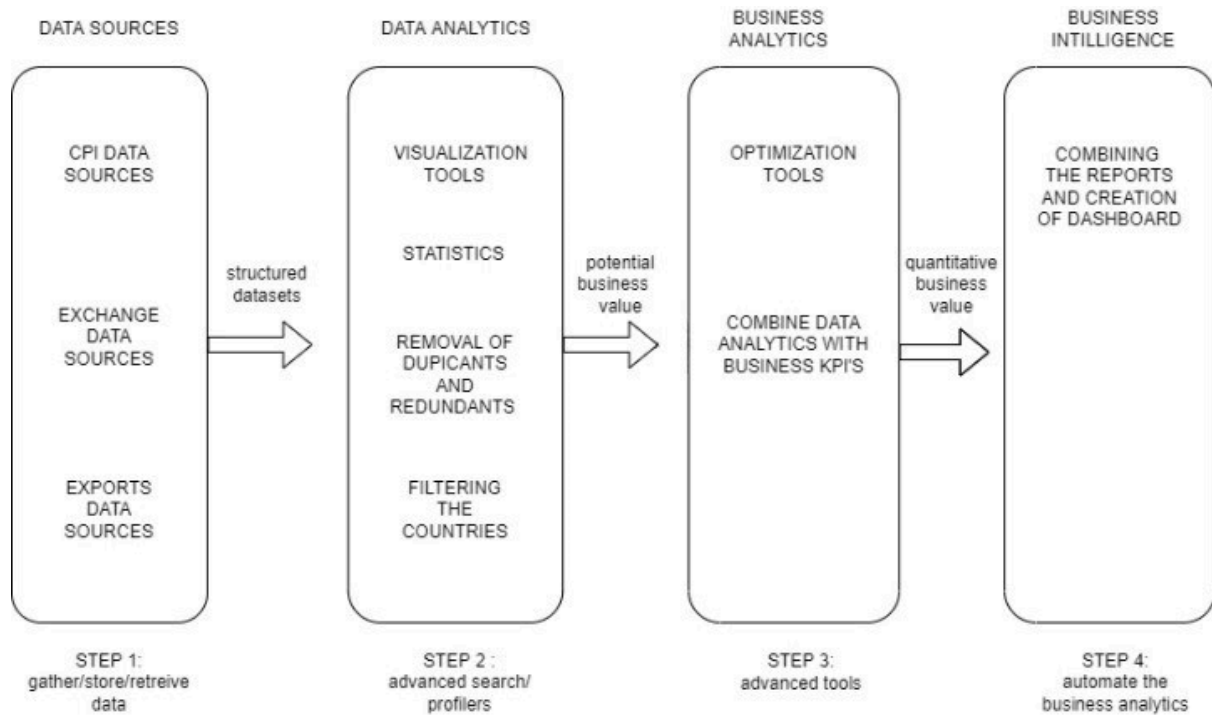 DATA SOURCES
CPI DATA
SOURCES
EXCHANGE
DATA
SOURCES
EXPORTS
DATA
SOURCES
STEP 1:
gather/store/retreive
data
structured
datasets
DATA ANALYTICS
VISUALIZATION
TOOLS
STATISTICS
REMOVAL OF
DUPICANTS
AND
REDUNDANTS
FILTERING
THE
COUNTRIES
STEP 2 :
advanced search/
profilers
potential
business
value
BUSINESS
ANALYTICS
OPTIMIZATION
TOOLS
COMBINE DATA
ANALYTICS WITH
BUSINESS KPI'S
STEP 3:
advanced tools
quantitative
business
value
BUSINESS
INTILLIGENCE
COMBINING
THE REPORTS
AND CREATION
OF DASHBOARD
STEP 4:
automate the
business analytics